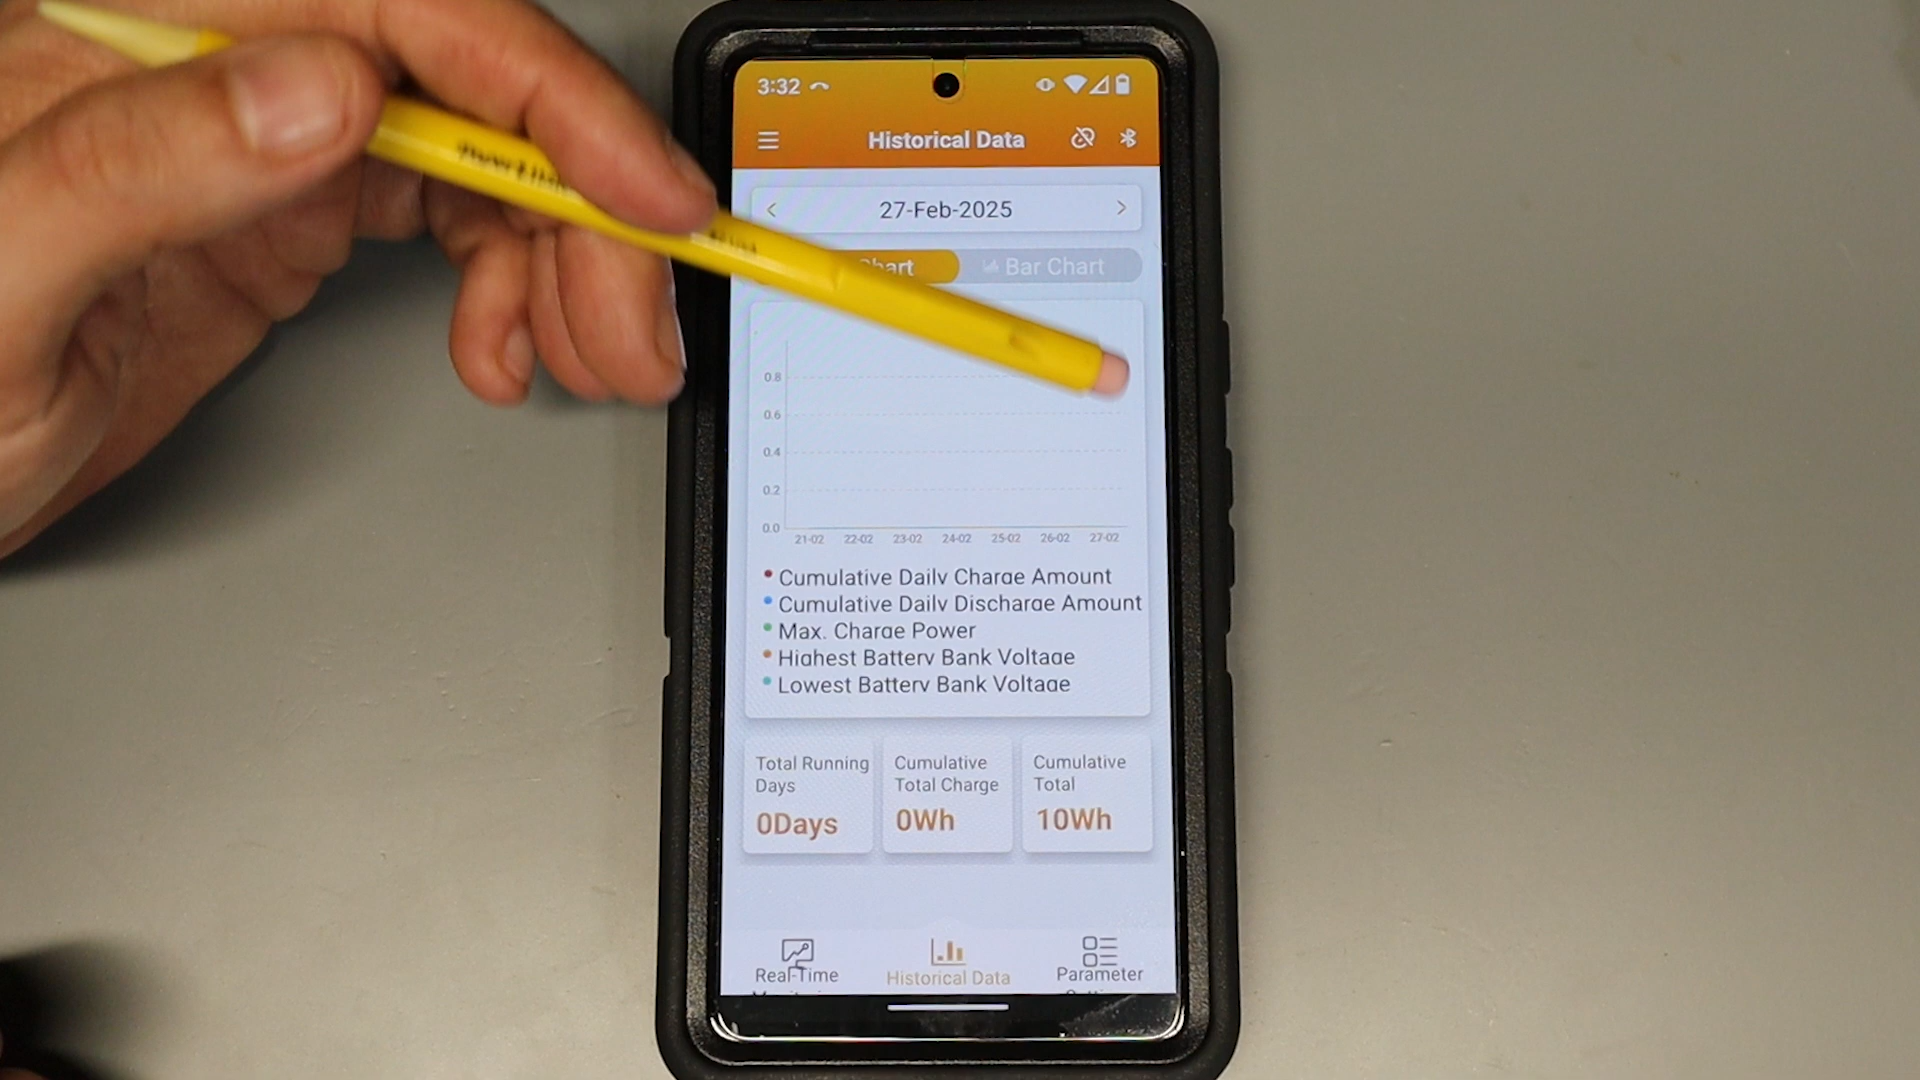 3:32
Historical Data
27-Feb-2025
Chart
Bar Chart
0.8
0.6
0.4
0.2
0.0
21-02 22-02 23-02 24-02 25-02 26-02 27-02
Cumulative Daily Charge Amount
Cumulative Daily Discharge Amount
Max. Charge Power
Highest Battery Bank Voltage
Lowest Battery Bank Voltage
Total Running
Days
0Days
Cumulative
Total Charge
0Wh
Cumulative
Total
10Wh
Real-Time
Historical Data
Parameter